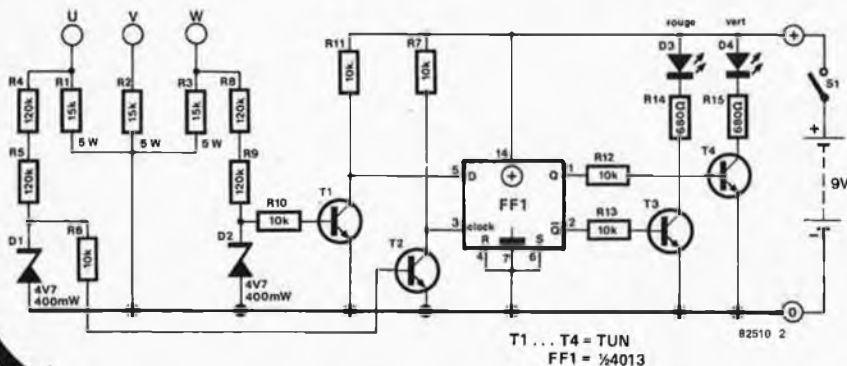 U V W
rouge vert
R4 R1 R2 R3 R8 R11 R7 D3 D4
120k 15k 15k 15k 120k 10k 10k
5 W 5 W 5 W
R14 R15 S1
680Ω 680Ω
R5 R9
120k 120k
R10 T1
10k
5 D 14 Q 1 R12 T4
10k
FF1
9V
3 clock Q 2 R13 T3
10k
R S
4 7 6
D1 R6 D2 T2
10k
4V7 4V7
400mW 400mW
0
82510 2
T1 ... T4 = TUN
FF1 = ½4013